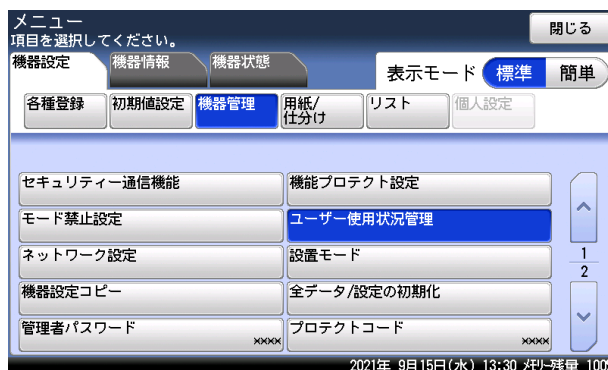 メニュー
項目を選択してください。
閉じる
機器設定
機器情報
機器状態
表示モード
標準
簡単
各種登録
初期値設定
機器管理
用紙/
仕分け
リスト
個人設定
セキュリティー通信機能
機能プロテクト設定
モード禁止設定
ユーザー使用状況管理
ネットワーク設定
設置モード
1
2
機器設定コピー
全データ/設定の初期化
管理者パスワード
××××
プロテクトコード
××××
2021年 9月15日(水) 13:30 メモリー残量 100%